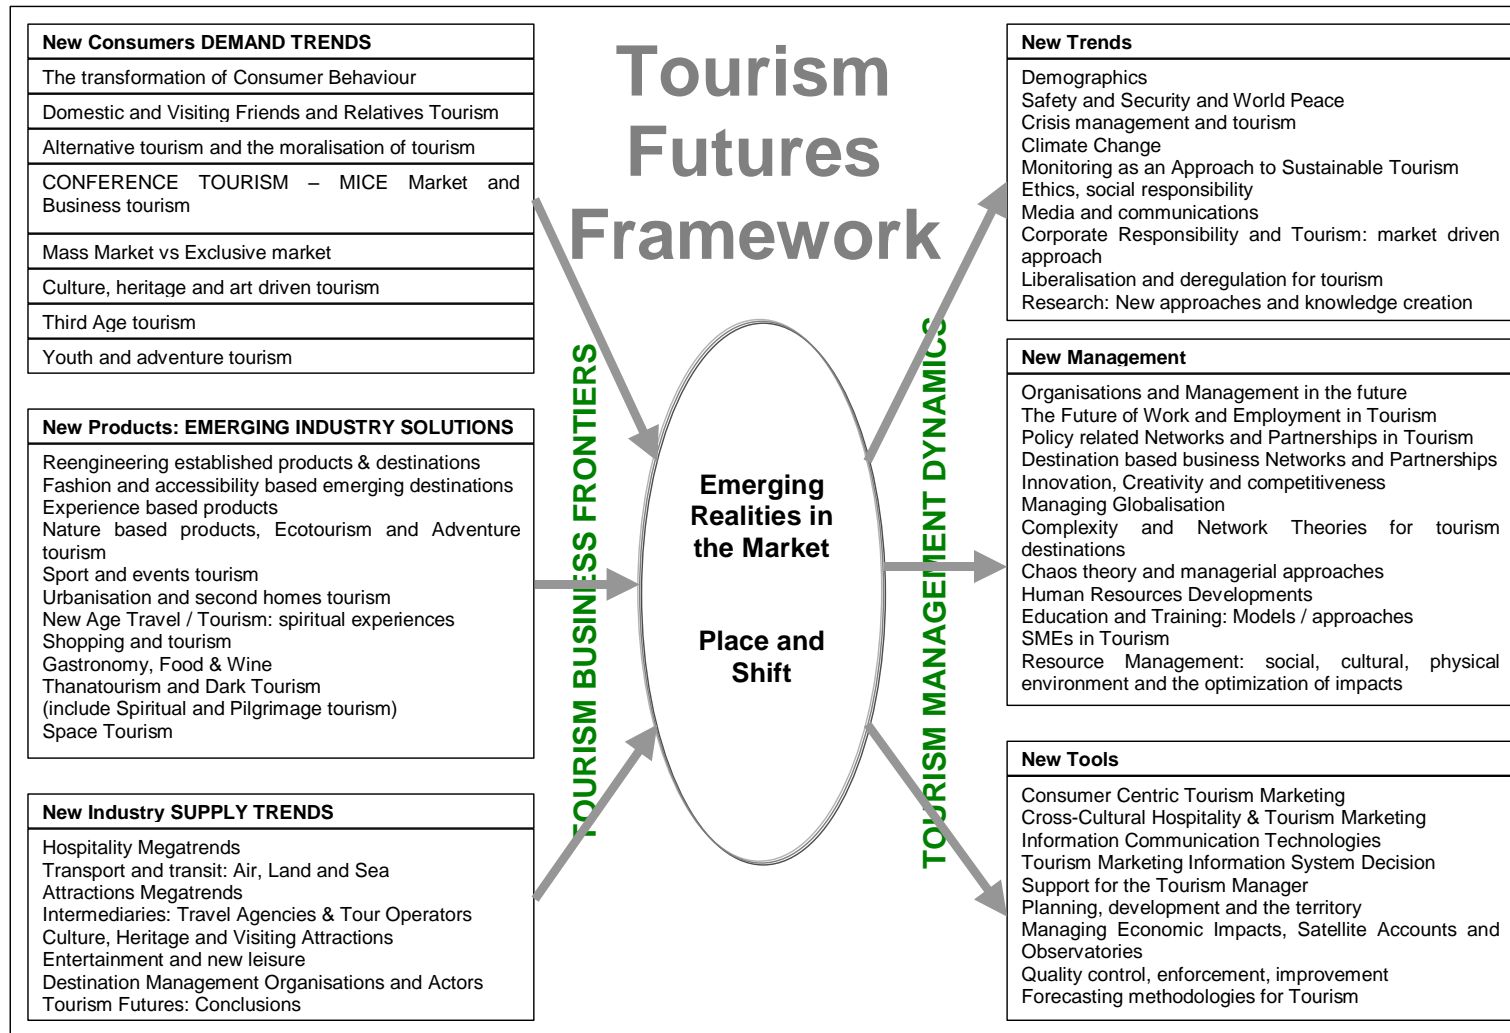 New Consumers DEMAND TRENDS
The transformation of Consumer Behaviour
Domestic and Visiting Friends and Relatives Tourism
Alternative tourism and the moralisation of tourism
CONFERENCE TOURISM – MICE Market and
Business tourism
Mass Market vs Exclusive market
Culture, heritage and art driven tourism
Third Age tourism
Youth and adventure tourism
New Products: EMERGING INDUSTRY SOLUTIONS
Reengineering established products & destinations
Fashion and accessibility based emerging destinations
Experience based products
Nature based products, Ecotourism and Adventure
tourism
Sport and events tourism
Urbanisation and second homes tourism
New Age Travel / Tourism: spiritual experiences
Shopping and tourism
Gastronomy, Food & Wine
Thanatourism and Dark Tourism
(include Spiritual and Pilgrimage tourism)
Space Tourism
New Industry SUPPLY TRENDS
Hospitality Megatrends
Transport and transit: Air, Land and Sea
Attractions Megatrends
Intermediaries: Travel Agencies & Tour Operators
Culture, Heritage and Visiting Attractions
Entertainment and new leisure
Destination Management Organisations and Actors
Tourism Futures: Conclusions
Tourism
Futures
Framework
TOURISM BUSINESS FRONTIERS
Emerging
Realities in
the Market
Place and
Shift
TOURISM MANAGEMENT DYNAMICS
New Trends
Demographics
Safety and Security and World Peace
Crisis management and tourism
Climate Change
Monitoring as an Approach to Sustainable Tourism
Ethics, social responsibility
Media and communications
Corporate Responsibility and Tourism: market driven
approach
Liberalisation and deregulation for tourism
Research: New approaches and knowledge creation
New Management
Organisations and Management in the future
The Future of Work and Employment in Tourism
Policy related Networks and Partnerships in Tourism
Destination based business Networks and Partnerships
Innovation, Creativity and competitiveness
Managing Globalisation
Complexity and Network Theories for tourism
destinations
Chaos theory and managerial approaches
Human Resources Developments
Education and Training: Models / approaches
SMEs in Tourism
Resource Management: social, cultural, physical
environment and the optimization of impacts
New Tools
Consumer Centric Tourism Marketing
Cross-Cultural Hospitality & Tourism Marketing
Information Communication Technologies
Tourism Marketing Information System Decision
Support for the Tourism Manager
Planning, development and the territory
Managing Economic Impacts, Satellite Accounts and
Observatories
Quality control, enforcement, improvement
Forecasting methodologies for Tourism